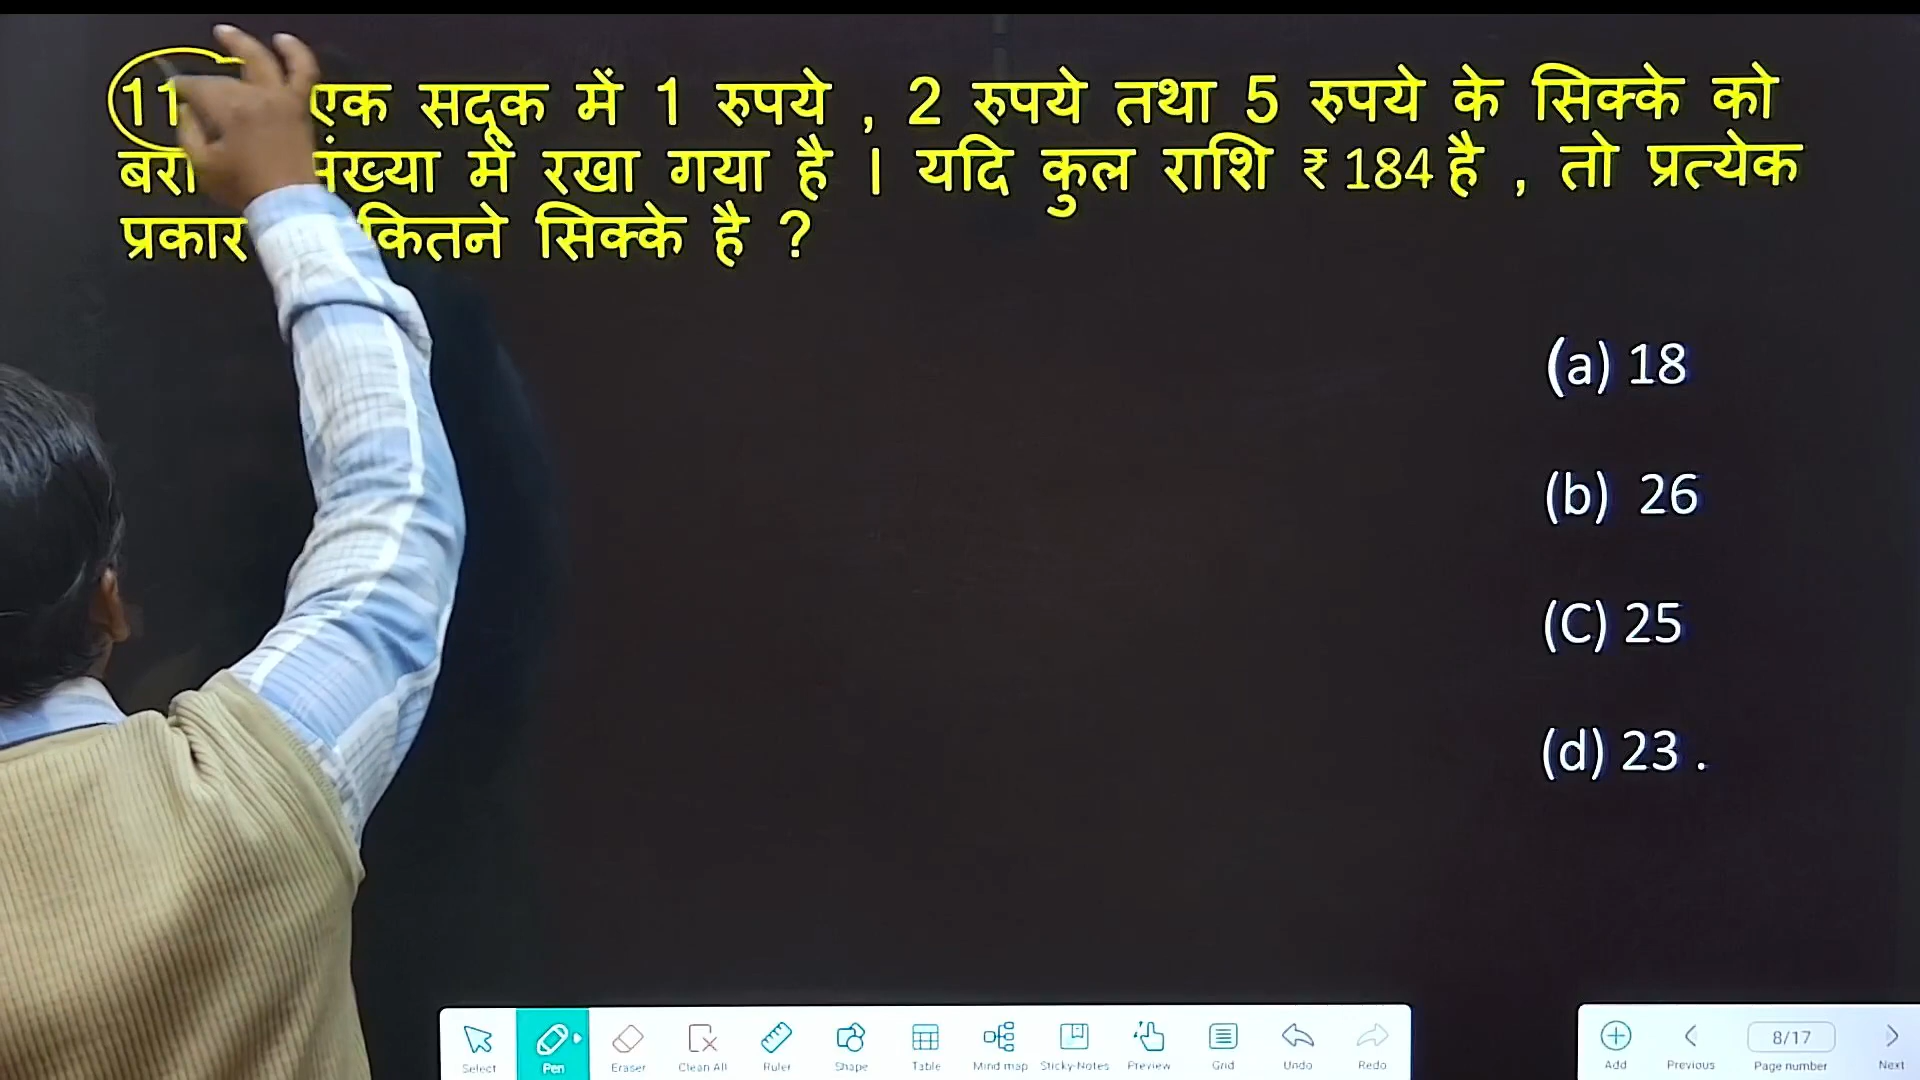 11 एक सदूक में 1 रुपये , 2 रुपये तथा 5 रुपये के सिक्के को
में रखा गया है । यदि कुल राशि ₹ 184 है , तो प्रत्येक
प्रकार कितने सिक्के है ?
(a) 18
(b) 26
(C) 25
(d) 23 .
Select Pen Eraser Clean All Ruler Shape Table Mind map Sticky-Notes Preview Grid Undo Redo
Add Previous 8/17 Page number Next